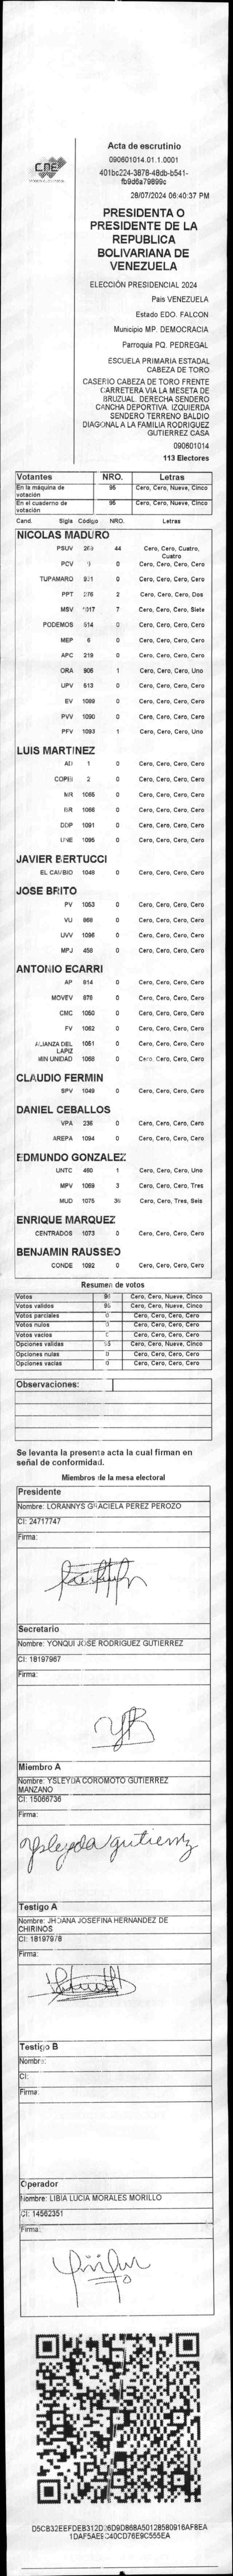 CNE
Acta de escrutinio
090601014.01.1.0001
401bc224-3878-48db-b541-
fb9d6a79899c
28/07/2024 06:40:37 PM
PRESIDENTA O
PRESIDENTE DE LA
REPUBLICA
BOLIVARIANA DE
VENEZUELA
ELECCIÓN PRESIDENCIAL 2024
Pais VENEZUELA
Estado EDO. FALCON
Municipio MP. DEMOCRACIA
Parroquia PQ. PEDREGAL
ESCUELA PRIMARIA ESTADAL
CABEZA DE TORO
CASERIO CABEZA DE TORO FRENTE
CARRETERA VIA LA MESETA DE
BRUZUAL. DERECHA SENDERO
CANCHA DEPORTIVA. IZQUIERDA
SENDERO TERRENO BALDIO
DIAGONAL A LA FAMILIA RODRIGUEZ
GUTIERREZ CASA
090601014
113 Electores
Votantes NRO. Letras
En la máquina de votación 95 Cero, Cero, Nueve, Cinco
En el cuaderno de votación 95 Cero, Cero, Nueve, Cinco
Cand. Sigla Código NRO. Letras
NICOLAS MADURO
PSUV 44 Cero, Cero, Cuatro, Cuatro
PCV 0 Cero, Cero, Cero, Cero
TUPAMARO 0 Cero, Cero, Cero, Cero
PPT 2 Cero, Cero, Cero, Dos
MSV 1017 7 Cero, Cero, Cero, Siete
PODEMOS 514 0 Cero, Cero, Cero, Cero
MEP 6 0 Cero, Cero, Cero, Cero
APC 219 0 Cero, Cero, Cero, Cero
ORA 906 1 Cero, Cero, Cero, Uno
UPV 513 0 Cero, Cero, Cero, Cero
EV 1089 0 Cero, Cero, Cero, Cero
PVV 1090 0 Cero, Cero, Cero, Cero
PFV 1093 1 Cero, Cero, Cero, Uno
LUIS MARTINEZ
AD 1 0 Cero, Cero, Cero, Cero
COPEI 2 0 Cero, Cero, Cero, Cero
MR 1065 0 Cero, Cero, Cero, Cero
BR 1066 0 Cero, Cero, Cero, Cero
DDP 1091 0 Cero, Cero, Cero, Cero
UNE 1095 0 Cero, Cero, Cero, Cero
JAVIER BERTUCCI
EL CAMBIO 1048 0 Cero, Cero, Cero, Cero
JOSE BRITO
PV 1053 0 Cero, Cero, Cero, Cero
VU 868 0 Cero, Cero, Cero, Cero
UVV 1096 0 Cero, Cero, Cero, Cero
MPJ 458 0 Cero, Cero, Cero, Cero
ANTONIO ECARRI
AP 814 0 Cero, Cero, Cero, Cero
MOVEV 878 0 Cero, Cero, Cero, Cero
CMC 1050 0 Cero, Cero, Cero, Cero
FV 1062 0 Cero, Cero, Cero, Cero
ALIANZA DEL LAPIZ 1051 0 Cero, Cero, Cero, Cero
MIN UNIDAD 1068 0 Cero, Cero, Cero, Cero
CLAUDIO FERMIN
SPV 1049 0 Cero, Cero, Cero, Cero
DANIEL CEBALLOS
VPA 236 0 Cero, Cero, Cero, Cero
AREPA 1094 0 Cero, Cero, Cero, Cero
EDMUNDO GONZALEZ
UNTC 460 1 Cero, Cero, Cero, Uno
MPV 1069 3 Cero, Cero, Cero, Tres
MUD 1075 36 Cero, Cero, Tres, Seis
ENRIQUE MARQUEZ
CENTRADOS 1073 0 Cero, Cero, Cero, Cero
BENJAMIN RAUSSEO
CONDE 1092 0 Cero, Cero, Cero, Cero
Resumen de votos
Votos 95 Cero, Cero, Nueve, Cinco
Votos validos 95 Cero, Cero, Nueve, Cinco
Votos parciales 0 Cero, Cero, Cero, Cero
Votos nulos 0 Cero, Cero, Cero, Cero
Votos vacios 0 Cero, Cero, Cero, Cero
Opciones validas 95 Cero, Cero, Nueve, Cinco
Opciones nulas 0 Cero, Cero, Cero, Cero
Opciones vacias 0 Cero, Cero, Cero, Cero
Observaciones:
Se levanta la presente acta la cual firman en
señal de conformidad.
Miembros de la mesa electoral
Presidente
Nombre: LORANNYS GRACIELA PEREZ PEROZO
CI: 24717747
Firma:
Secretario
Nombre: YONQUI JOSE RODRIGUEZ GUTIERREZ
CI: 18197967
Firma:
Miembro A
Nombre: YSLEYDA COROMOTO GUTIERREZ
MANZANO
CI: 15066736
Firma:
Ysleyda gutierrez
Testigo A
Nombre: JHOANA JOSEFINA HERNANDEZ DE
CHIRINOS
CI: 18197978
Firma:
Testigo B
Nombre:
CI:
Firma:
Operador
Nombre: LIBIA LUCIA MORALES MORILLO
CI: 14562351
Firma: